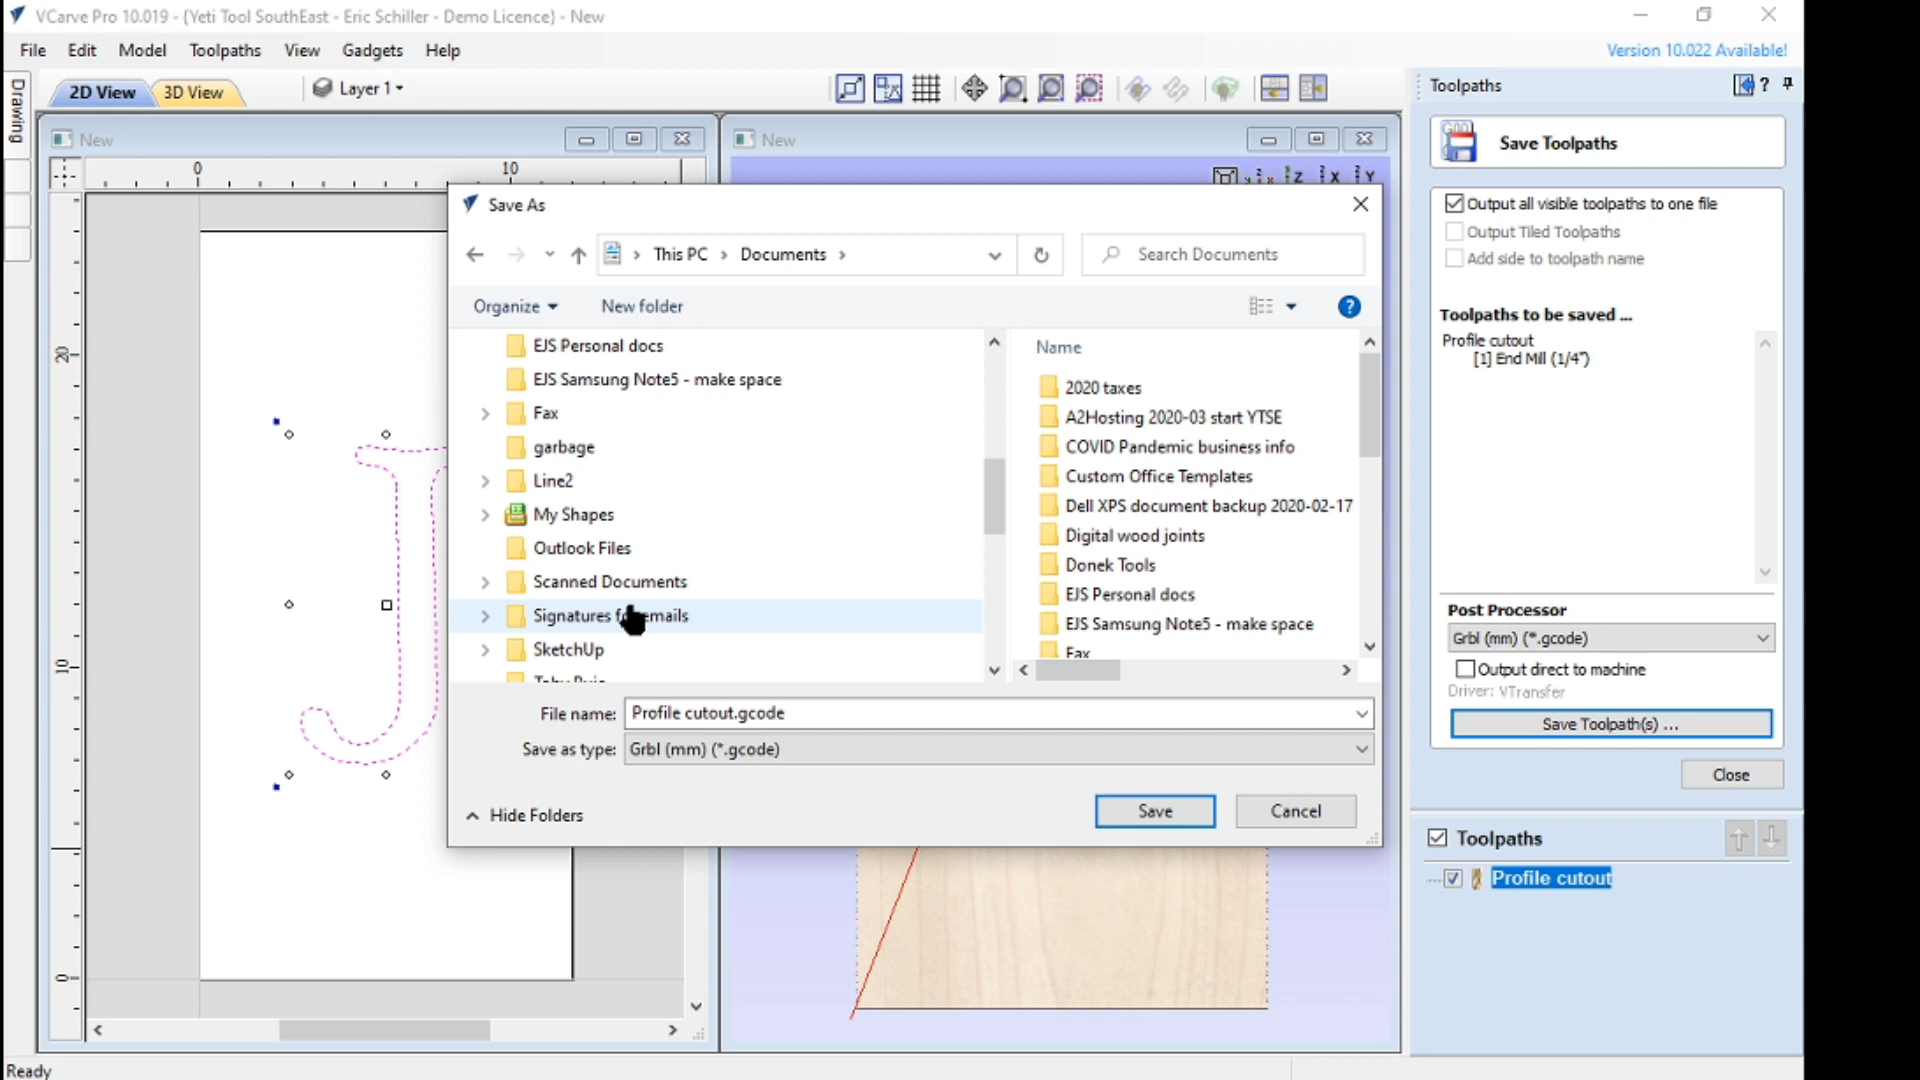 VCarve Pro 10.019 - {Yeti Tool SouthEast - Eric Schiller - Demo Licence} - New
File Edit Model Toolpaths View Gadgets Help
Version 10.022 Available!
Drawing
2D View 3D View
Layer 1
Toolpaths
?
New
New
0 10
20
10
0
Z X Y
Save Toolpaths
Output all visible toolpaths to one file
Output Tiled Toolpaths
Add side to toolpath name
Toolpaths to be saved ...
Profile cutout
[1] End Mill (1/4")
Post Processor
Grbl (mm) (*.gcode)
Output direct to machine
Driver: VTransfer
Save Toolpath(s) ...
Close
Toolpaths
Profile cutout
Save As
This PC > Documents >
Search Documents
Organize New folder
?
EJS Personal docs
EJS Samsung Note5 - make space
Fax
garbage
Line2
My Shapes
Outlook Files
Scanned Documents
Signatures emails
SketchUp
Name
2020 taxes
A2Hosting 2020-03 start YTSE
COVID Pandemic business info
Custom Office Templates
Dell XPS document backup 2020-02-17
Digital wood joints
Donek Tools
EJS Personal docs
EJS Samsung Note5 - make space
Fax
File name: Profile cutout.gcode
Save as type: Grbl (mm) (*.gcode)
Hide Folders
Save Cancel
Ready